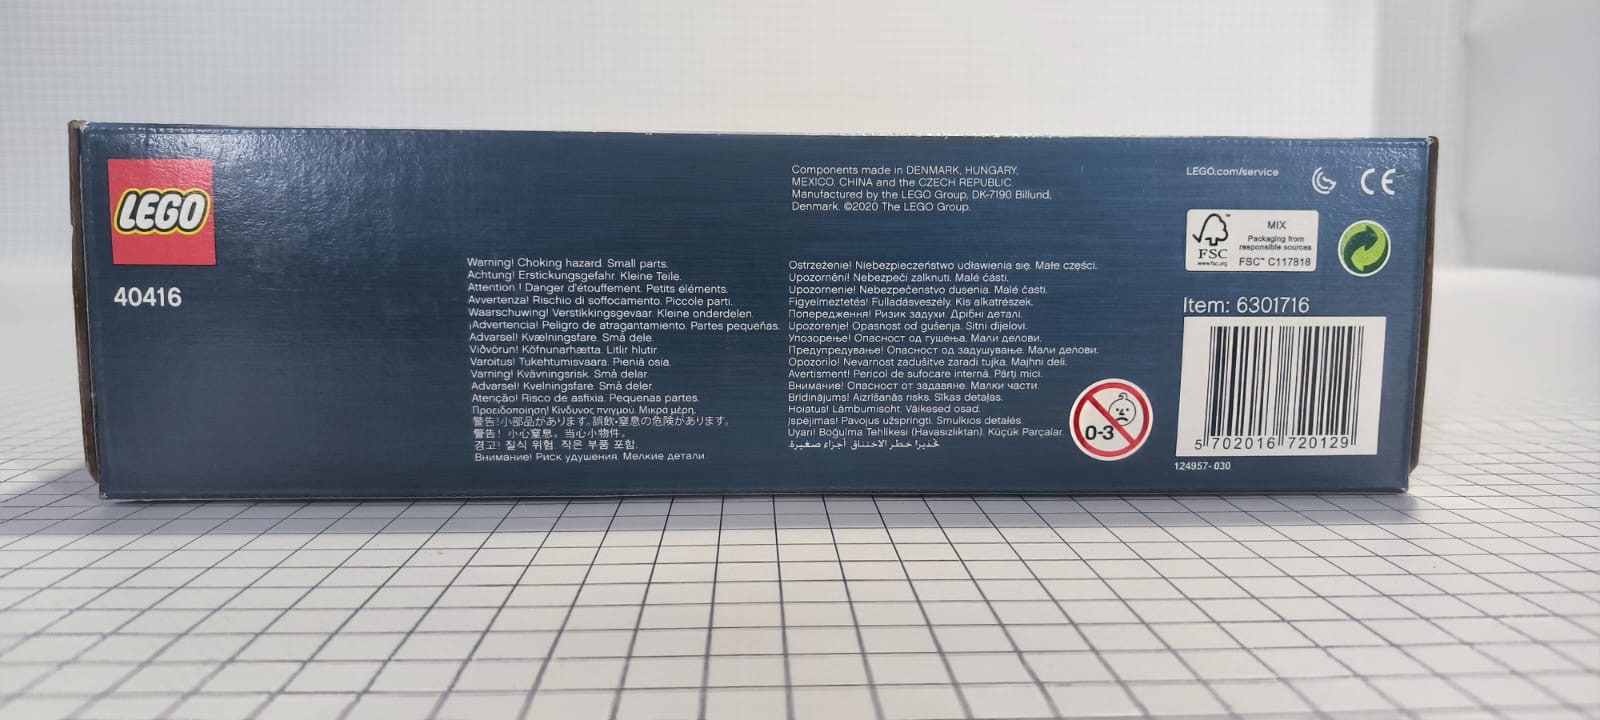 LEGO
40416
Components made in DENMARK, HUNGARY,
MEXICO, CHINA and the CZECH REPUBLIC.
Manufactured by the LEGO Group, DK-7190 Billund,
Denmark. ©2020 The LEGO Group.
Warning! Choking hazard. Small parts.
Achtung! Erstickungsgefahr. Kleine Teile.
Attention ! Danger d'étouffement. Petits éléments.
Avvertenza! Rischio di soffocamento. Piccole parti.
Waarschuwing! Verstikkingsgevaar. Kleine onderdelen.
¡Advertencia! Peligro de atragantamiento. Partes pequeñas.
Advarsel! Kvælningsfare. Små dele.
Viðvörun! Köfnunarhætta. Litlir hlutir.
Varoitus! Tukehtumisvaara. Pieniä osia.
Varning! Kvävningsrisk. Små delar.
Advarsel! Kvelningsfare. Små deler.
Atenção! Risco de asfixia. Pequenas partes.
Προειδοποίηση! Κίνδυνος πνιγμού. Μικρά μέρη.
警告!小部品があります。誤飲・窒息の危険があります。
警告！ 小心窒息。当心小物件。
경고! 질식 위험. 작은 부품 포함.
Внимание! Риск удушения. Мелкие детали.
Ostrzeżenie! Niebezpieczeństwo udławienia się. Małe części.
Upozornění! Nebezpečí zalknutí. Malé části.
Upozornenie! Nebezpečenstvo dusenia. Malé časti.
Figyelmeztetés! Fulladásveszély. Kis alkatrészek.
Попередження! Ризик задухи. Дрібні деталі.
Upozorenje! Opasnost od gušenja. Sitni dijelovi.
Упозорење! Опасност од гушења. Мали делови.
Предупредување! Опасност од задушување. Мали делови.
Opozorilo! Nevarnost zadušitve zaradi tujka. Majhni deli.
Avertisment! Pericol de sufocare internă. Părți mici.
Внимание! Опасност от задавяне. Малки части.
Brīdinājums! Aizrīšanās risks. Sīkas detaļas.
Hoiatus! Lämbumisoht. Väikesed osad.
Įspėjimas! Pavojus užspringti. Smulkios detalės.
Uyarı! Boğulma Tehlikesi (Havasızlıktan). Küçük Parçalar.
تحذير! خطر الاختناق. أجزاء صغيرة.
0-3
LEGO.com/service
CE
FSC
www.fsc.org
MIX
Packaging from
responsible sources
FSC™ C117818
Item: 6301716
5 702016 720129
124957-030